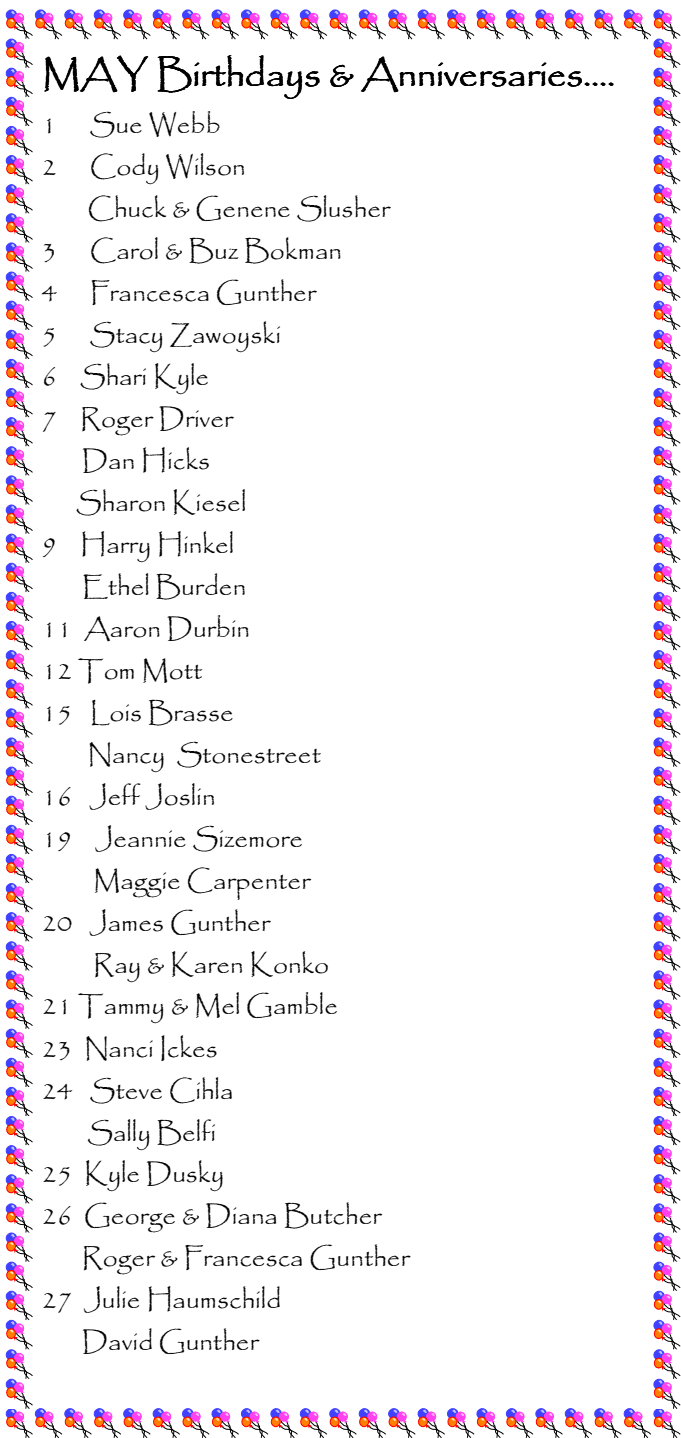 MAY Birthdays & Anniversaries....
1 Sue Webb
2 Cody Wilson
Chuck & Genene Slusher
3 Carol & Buz Bokman
4 Francesca Gunther
5 Stacy Zawoyski
6 Shari Kyle
7 Roger Driver
Dan Hicks
Sharon Kiesel
9 Harry Hinkel
Ethel Burden
11 Aaron Durbin
12 Tom Mott
15 Lois Brasse
Nancy Stonestreet
16 Jeff Joslin
19 Jeannie Sizemore
Maggie Carpenter
20 James Gunther
Ray & Karen Konko
21 Tammy & Mel Gamble
23 Nanci Ickes
24 Steve Cihla
Sally Belfi
25 Kyle Dusky
26 George & Diana Butcher
Roger & Francesca Gunther
27 Julie Haumschild
David Gunther